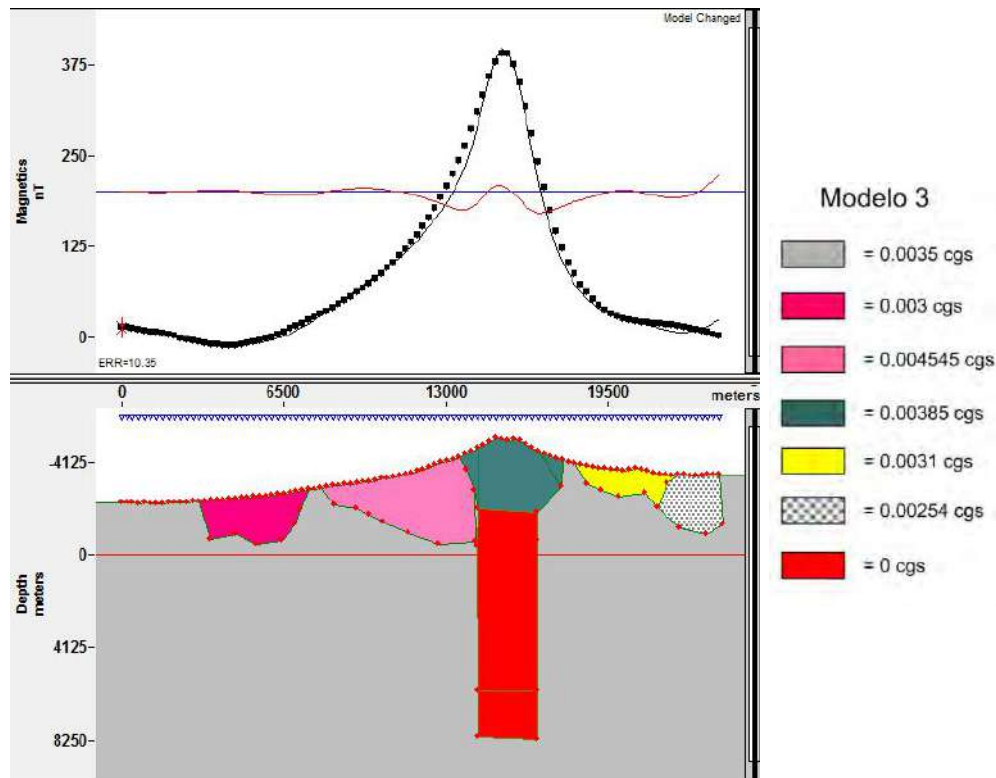 Model Changed
375-
250-
125-
0-
Magnetics
nT
ERR=10.35
0
6500
13000
19500
meters
-4125
0
4125
8250
Depth
meters
Modelo 3
= 0.0035 cgs
= 0.003 cgs
= 0.004545 cgs
= 0.00385 cgs
= 0.0031 cgs
= 0.00254 cgs
= 0 cgs